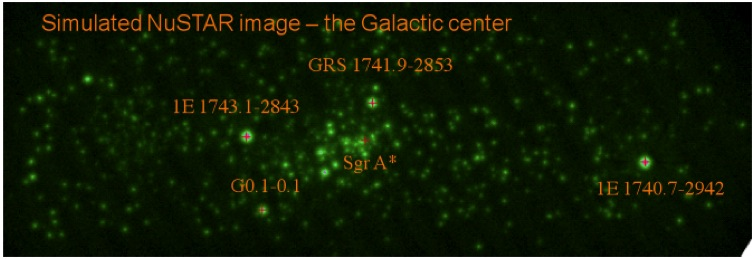 Simulated NuSTAR image – the Galactic center
GRS 1741.9-2853
1E 1743.1-2843
Sgr A*
G0.1-0.1
1E 1740.7-2942